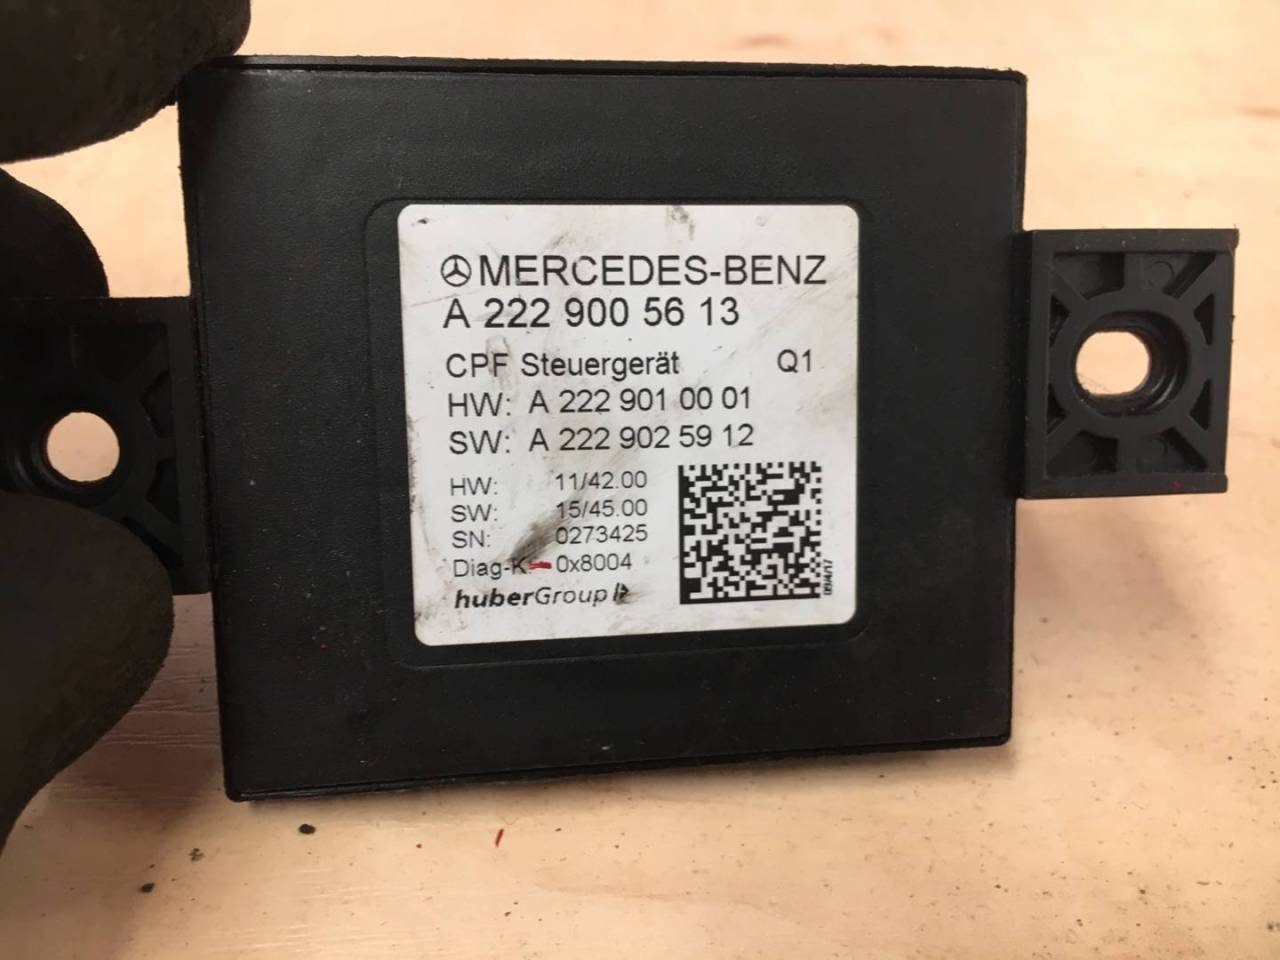 MERCEDES-BENZ
A 222 900 56 13
CPF Steuergerät Q1
HW: A 222 901 00 01
SW: A 222 902 59 12
HW: 11/42.00
SW: 15/45.00
SN: 0273425
Diag-K: 0x8004
huberGroup